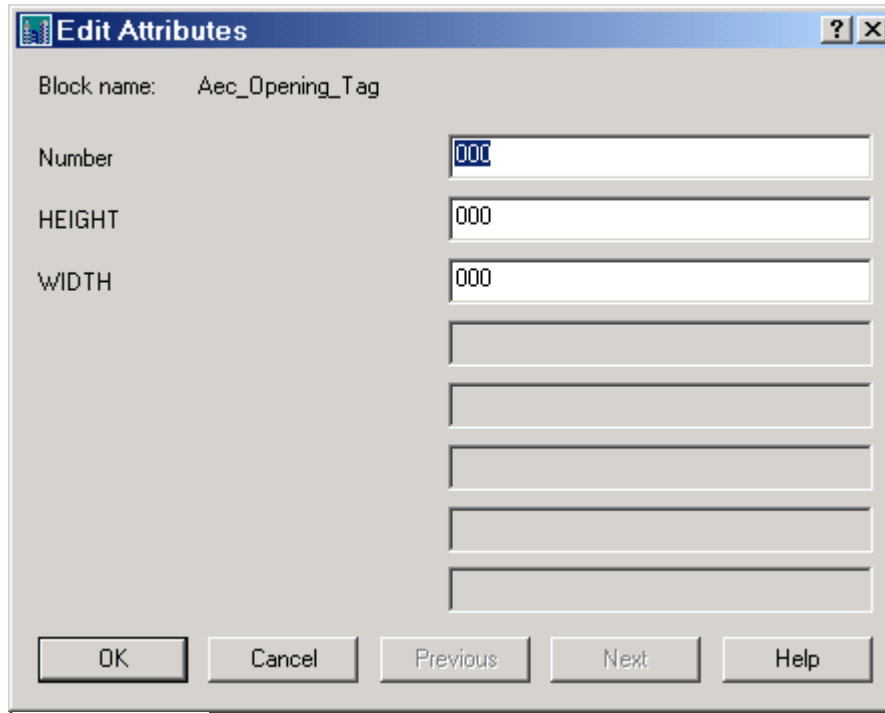 Edit Attributes
Block name: Aec_Opening_Tag
Number 000
HEIGHT 000
WIDTH 000
OK Cancel Previous Next Help